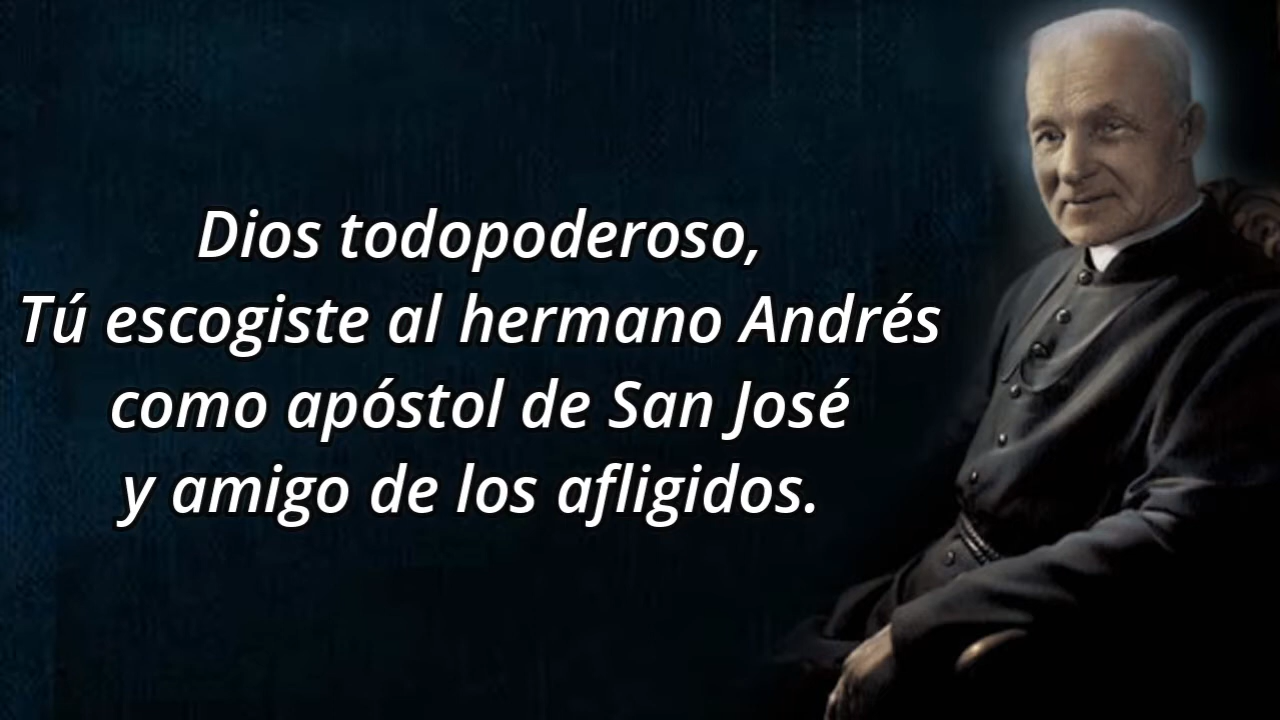 Dios todopoderoso,
Tú escogiste al hermano Andrés
como apóstol de San José
y amigo de los afligidos.